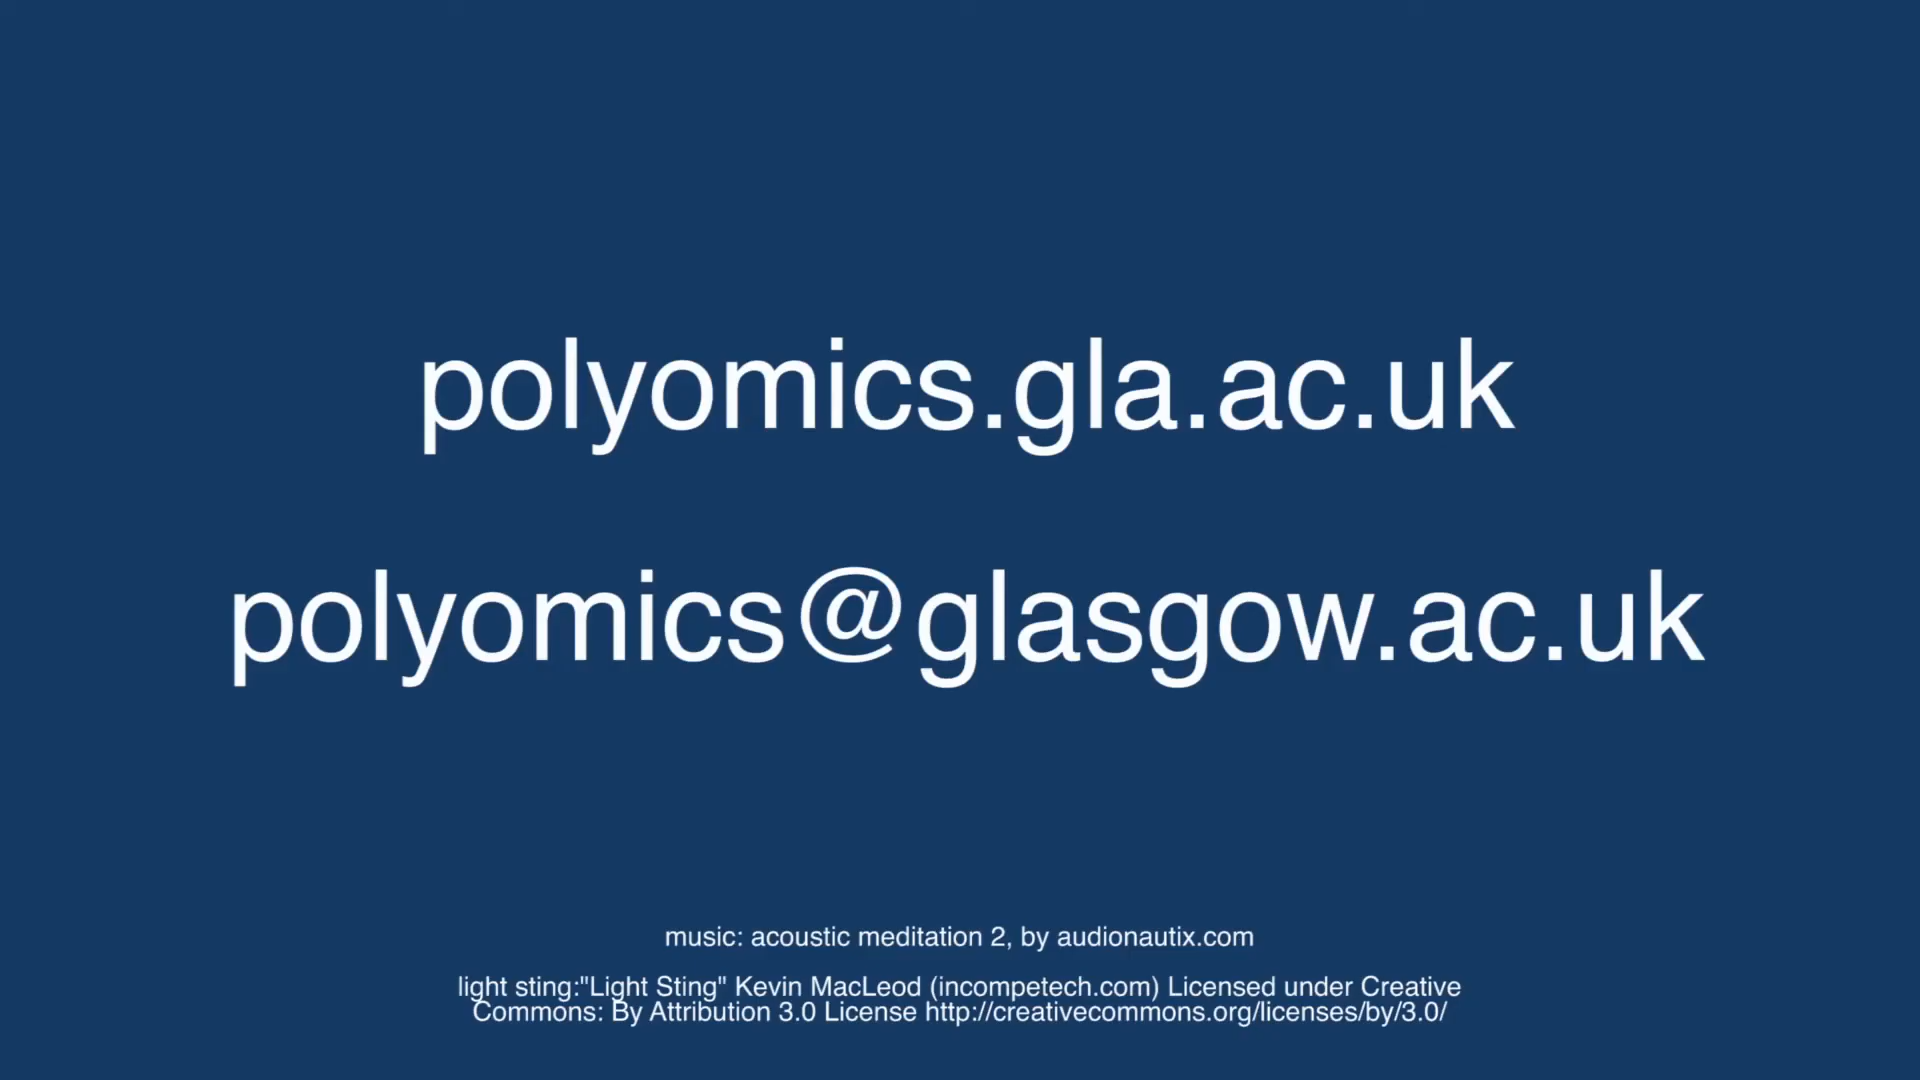 polyomics.gla.ac.uk
polyomics@glasgow.ac.uk
music: acoustic meditation 2, by audionautix.com
light sting:"Light Sting" Kevin MacLeod (incompetech.com) Licensed under Creative
Commons: By Attribution 3.0 License http://creativecommons.org/licenses/by/3.0/